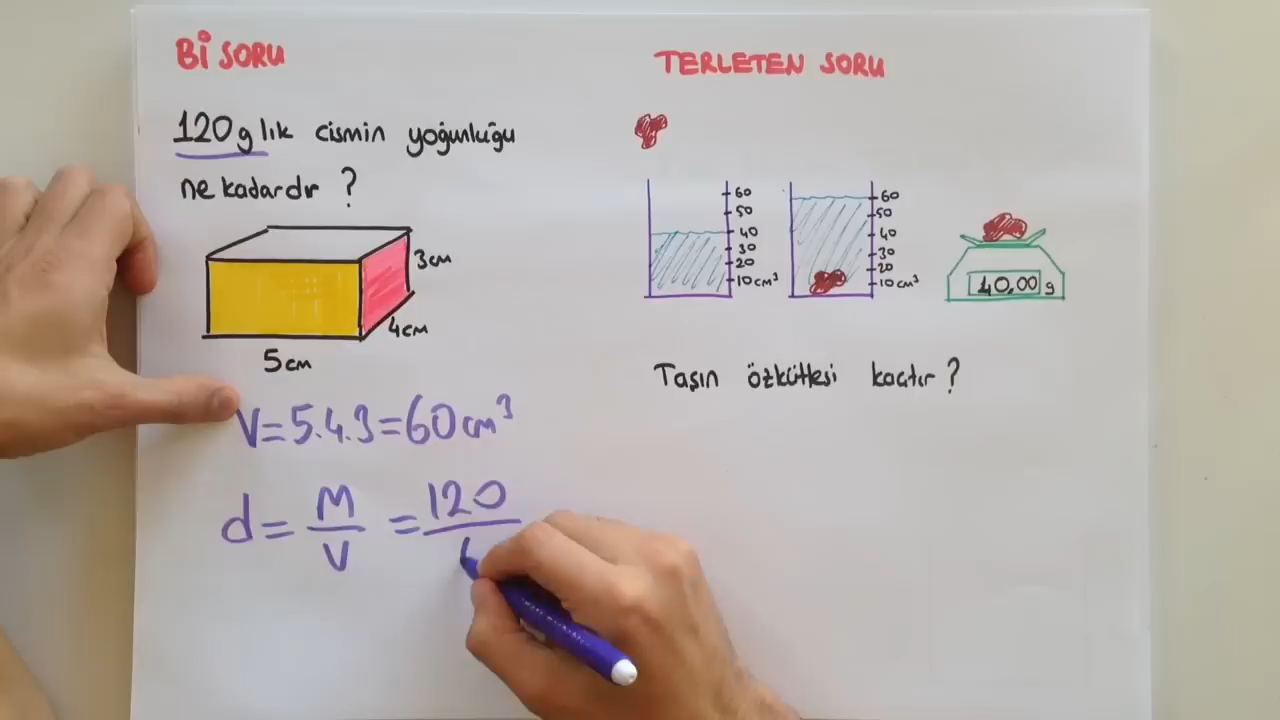 Bİ SORU
120g lık cismin yoğunluğu
ne kadardır ?
3cm
4cm
5cm
V=5.4.3=60cm³
d= M/V = 120/6
TERLETEN SORU
60
50
40
30
20
10cm³
60
50
40
30
20
10cm³
40,00 g
Taşın özkütlesi kaçtır ?